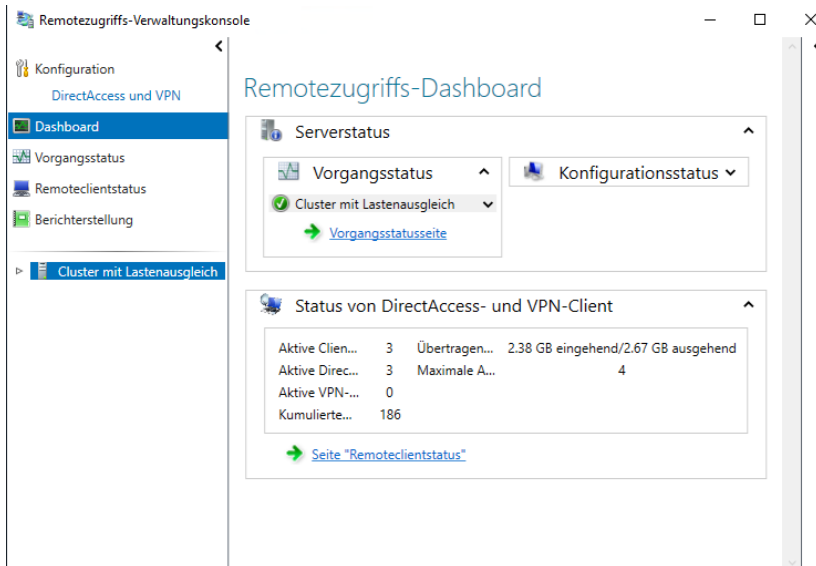 Remotezugriffs-Verwaltungskonsole
Konfiguration
DirectAccess und VPN
Dashboard
Vorgangsstatus
Remoteclientstatus
Berichterstellung
Cluster mit Lastenausgleich
Remotezugriffs-Dashboard
Serverstatus
Vorgangsstatus
Cluster mit Lastenausgleich
Vorgangsstatusseite
Konfigurationsstatus
Status von DirectAccess- und VPN-Client
Aktive Clien... 3 Übertragen... 2.38 GB eingehend/2.67 GB ausgehend
Aktive Direc... 3 Maximale A... 4
Aktive VPN-... 0
Kumulierte... 186
Seite "Remoteclientstatus"